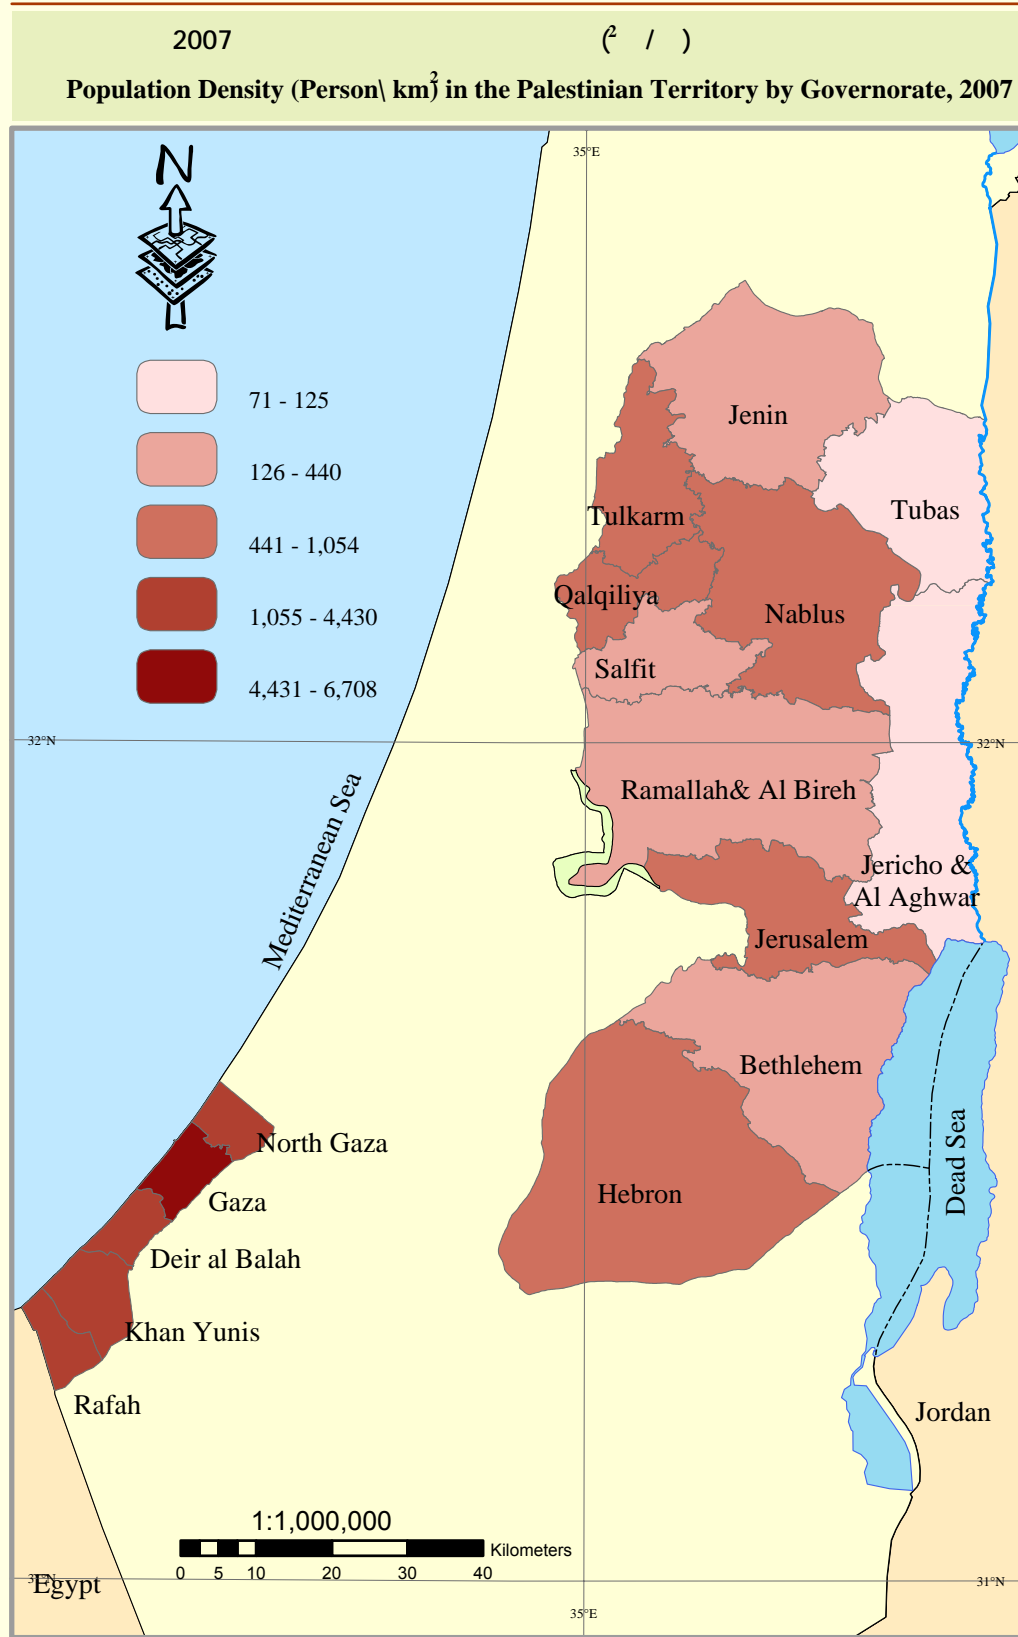 2007 (² / )
Population Density (Person\ km²) in the Palestinian Territory by Governorate, 2007
N
35°E
71 - 125
126 - 440
441 - 1,054
1,055 - 4,430
4,431 - 6,708
Jenin
Tubas
Tulkarm
Qalqiliya
Nablus
Salfit
32°N
32°N
Ramallah& Al Bireh
Mediterranean Sea
Jericho &
Al Aghwar
Jerusalem
Bethlehem
North Gaza
Dead Sea
Hebron
Gaza
Deir al Balah
Khan Yunis
Rafah
Jordan
1:1,000,000
Kilometers
0 5 10 20 30 40
31°N
Egypt
31°N
35°E